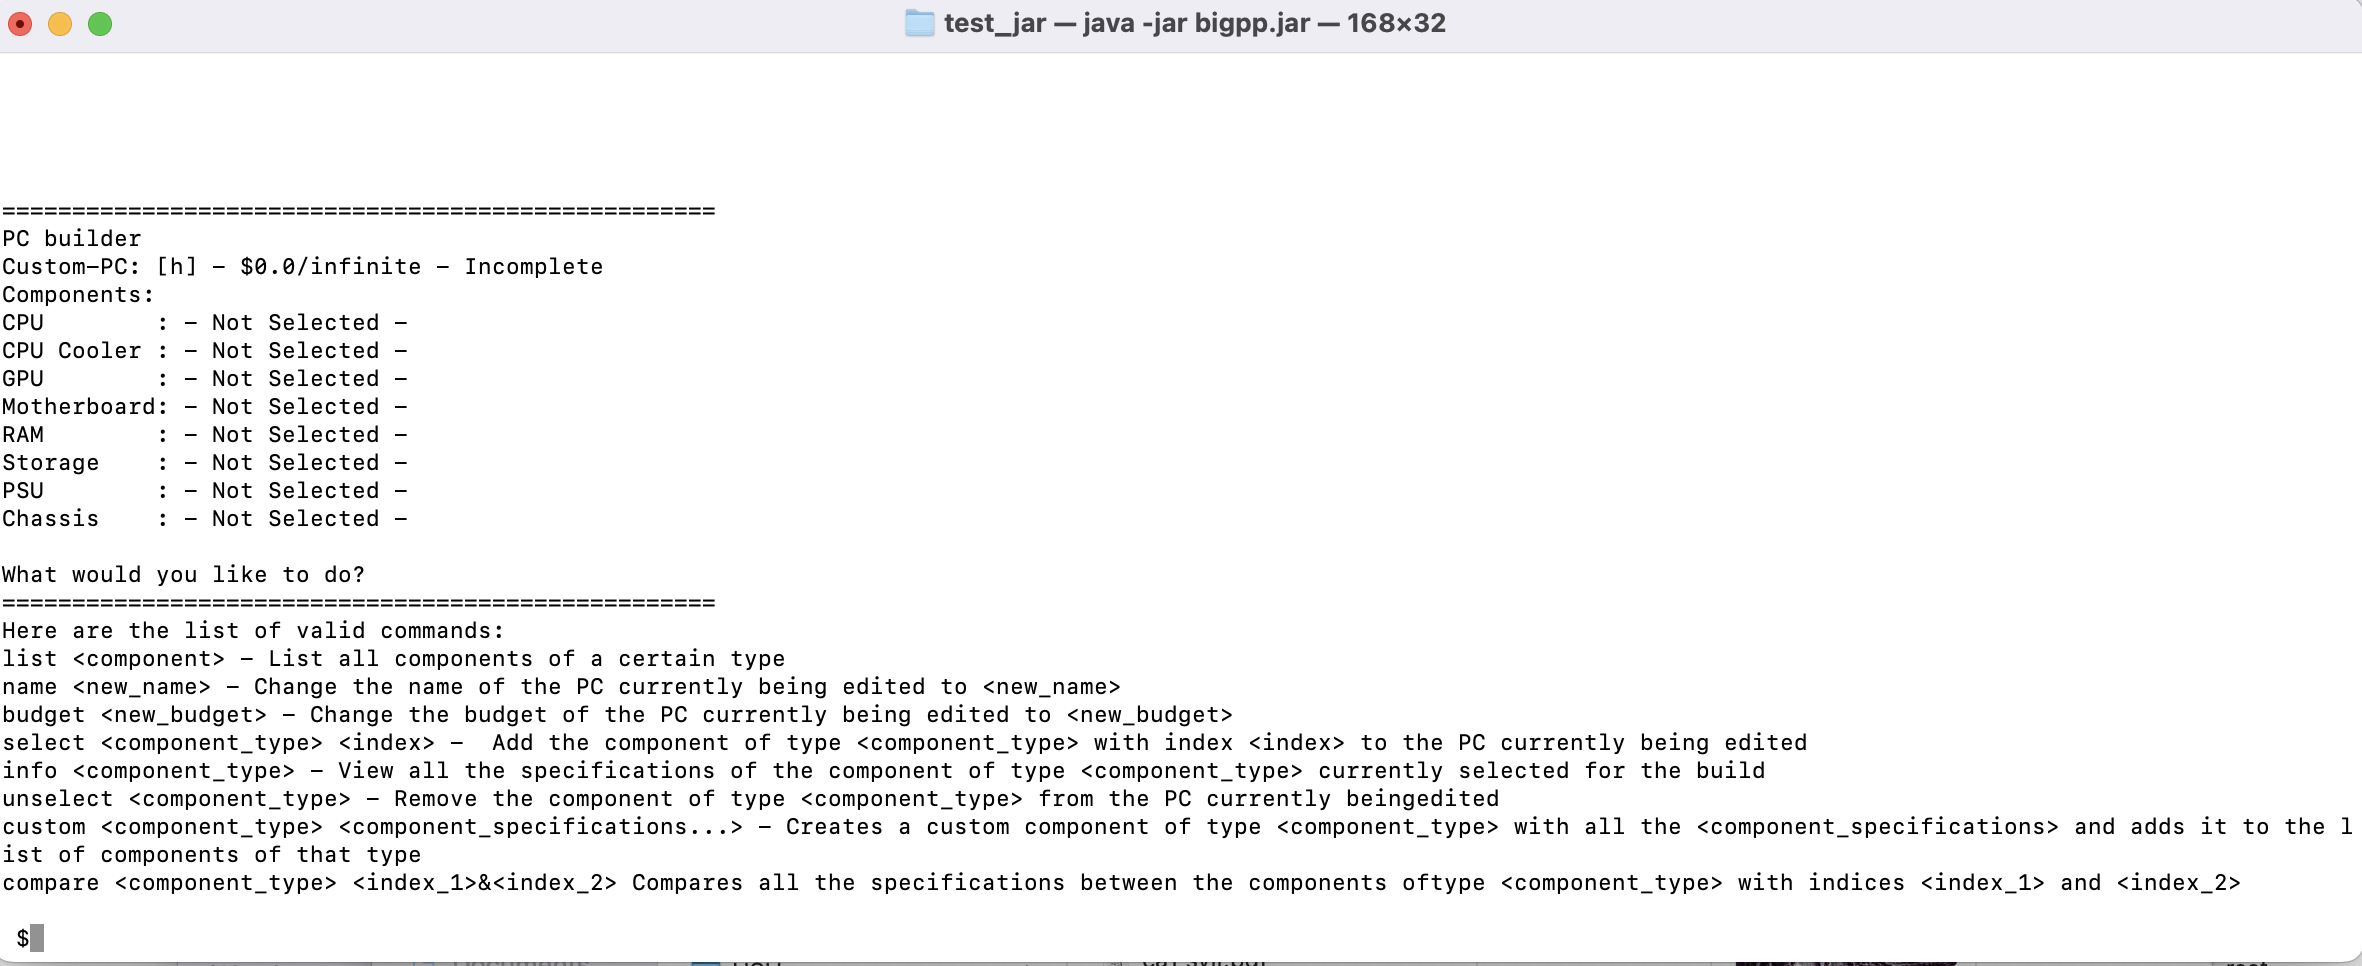 test_jar — java -jar bigpp.jar — 168×32
===================================================
PC builder
Custom-PC: [h] - $0.0/infinite - Incomplete
Components:
CPU        : - Not Selected -
CPU Cooler : - Not Selected -
GPU        : - Not Selected -
Motherboard: - Not Selected -
RAM        : - Not Selected -
Storage    : - Not Selected -
PSU        : - Not Selected -
Chassis    : - Not Selected -
What would you like to do?
===================================================
Here are the list of valid commands:
list <component> - List all components of a certain type
name <new_name> - Change the name of the PC currently being edited to <new_name>
budget <new_budget> - Change the budget of the PC currently being edited to <new_budget>
select <component_type> <index> -  Add the component of type <component_type> with index <index> to the PC currently being edited
info <component_type> - View all the specifications of the component of type <component_type> currently selected for the build
unselect <component_type> - Remove the component of type <component_type> from the PC currently beingedited
custom <component_type> <component_specifications...> - Creates a custom component of type <component_type> with all the <component_specifications> and adds it to the l
ist of components of that type
compare <component_type> <index_1>&<index_2> Compares all the specifications between the components oftype <component_type> with indices <index_1> and <index_2>
$